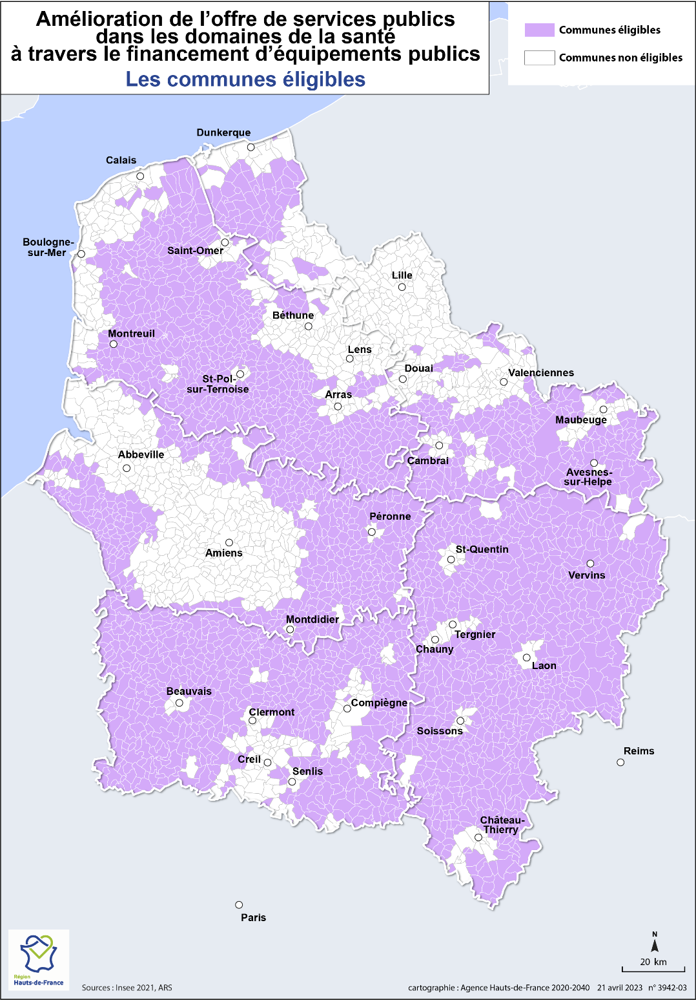 Amélioration de l'offre de services publics
dans les domaines de la santé
à travers le financement d'équipements publics
Les communes éligibles
Communes éligibles
Communes non éligibles
Dunkerque
Calais
Boulogne-
sur-Mer
Saint-Omer
Lille
Béthune
Montreuil
Lens
Douai
Valenciennes
St-Pol-
sur-Ternoise
Arras
Maubeuge
Abbeville
Cambrai
Avesnes-
sur-Helpe
Péronne
Amiens
St-Quentin
Vervins
Montdidier
Tergnier
Chauny
Laon
Beauvais
Compiègne
Clermont
Soissons
Creil
Senlis
Reims
Château-
Thierry
Paris
N
20 km
Région
Hauts-de-France
Sources : Insee 2021, ARS
cartographie : Agence Hauts-de-France 2020-2040 21 avril 2023 n° 3942-03